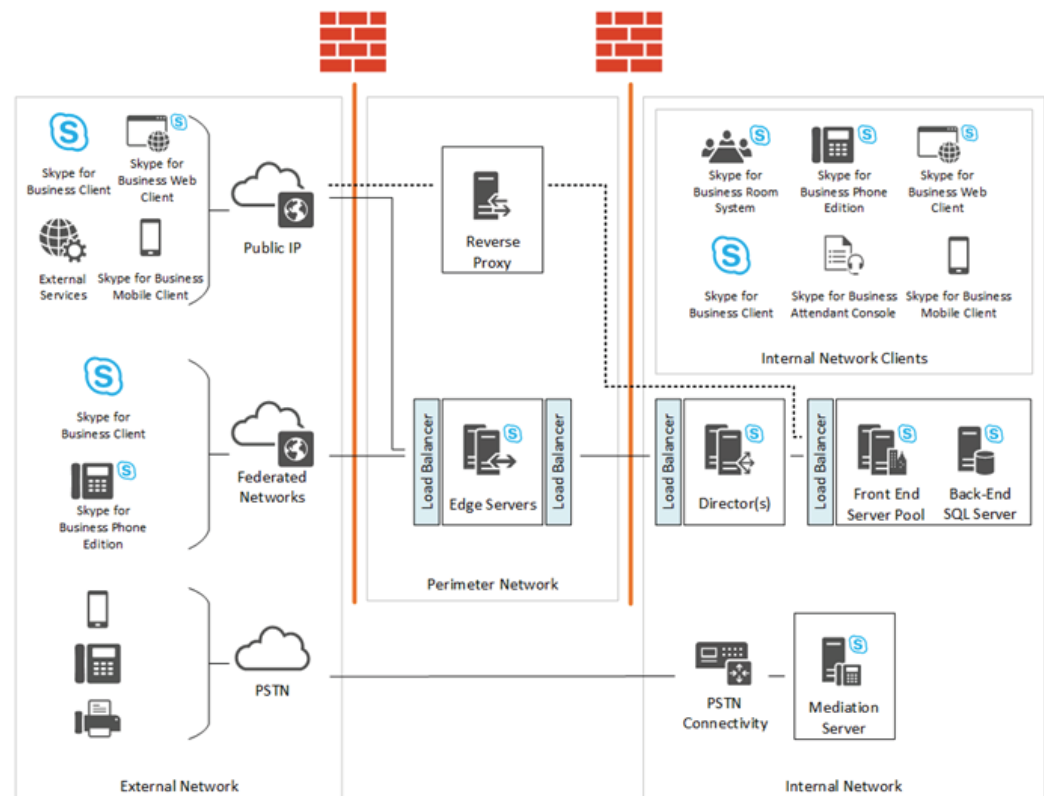 Skype for
Business Client
Skype for
Business Web
Client
External
Services
Skype for Business
Mobile Client
Public IP
Skype for
Business Client
Skype for
Business Phone
Edition
Federated
Networks
PSTN
External Network
Reverse
Proxy
Load Balancer
Edge Servers
Load Balancer
Perimeter Network
Skype for
Business Room
System
Skype for
Business Phone
Edition
Skype for
Business Web
Client
Skype for
Business Client
Skype for Business
Attendant Console
Skype for Business
Mobile Client
Internal Network Clients
Load Balancer
Director(s)
Load Balancer
Front End
Server Pool
Back-End
SQL Server
PSTN
Connectivity
Mediation
Server
Internal Network